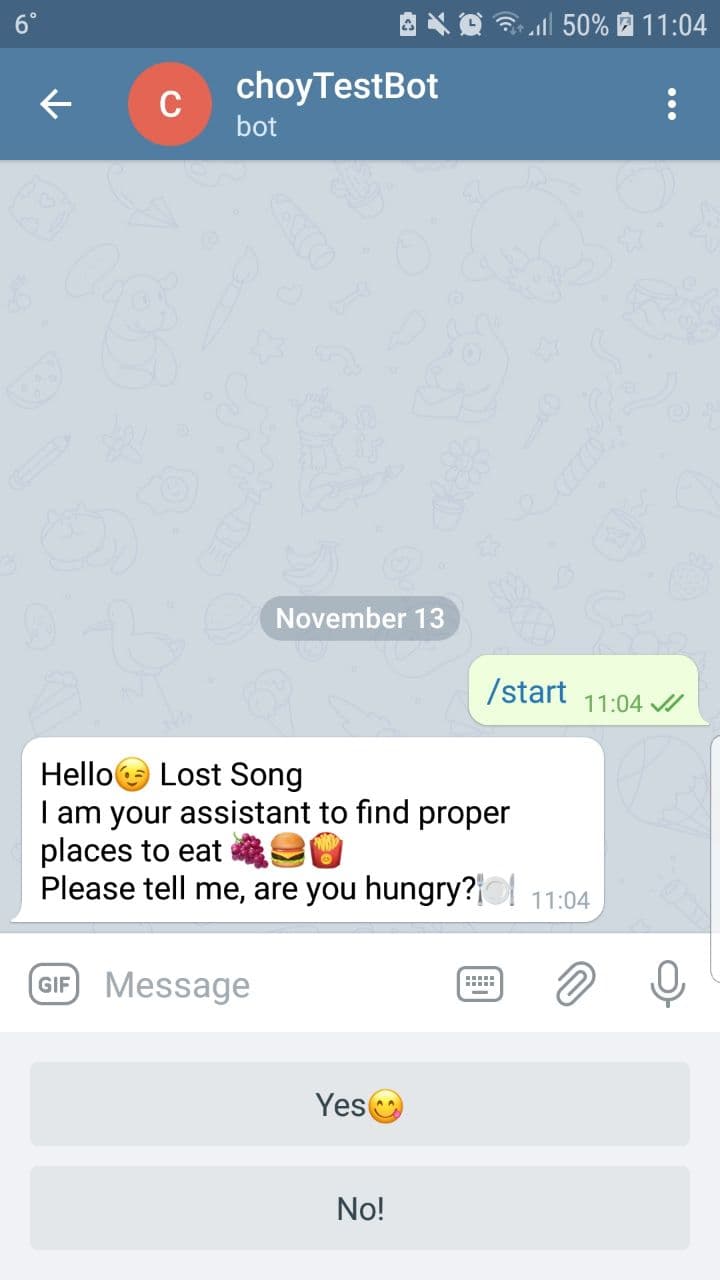 6° 50% 11:04
C
choyTestBot
bot
November 13
/start 11:04
Hello😉 Lost Song
I am your assistant to find proper
places to eat 🍇🍔🍟
Please tell me, are you hungry?🍽 11:04
GIF Message
Yes😋
No!